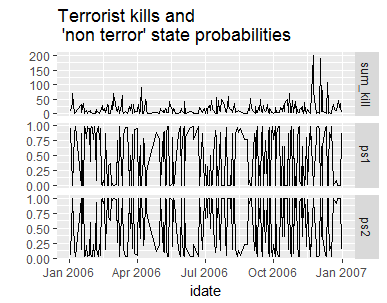 Terrorist kills and
'non terror' state probabilities
200
150
100
50
0
sum_kill
1.00
0.75
0.50
0.25
0.00
ps1
1.00
0.75
0.50
0.25
0.00
ps2
Jan 2006 Apr 2006 Jul 2006 Oct 2006 Jan 2007
idate